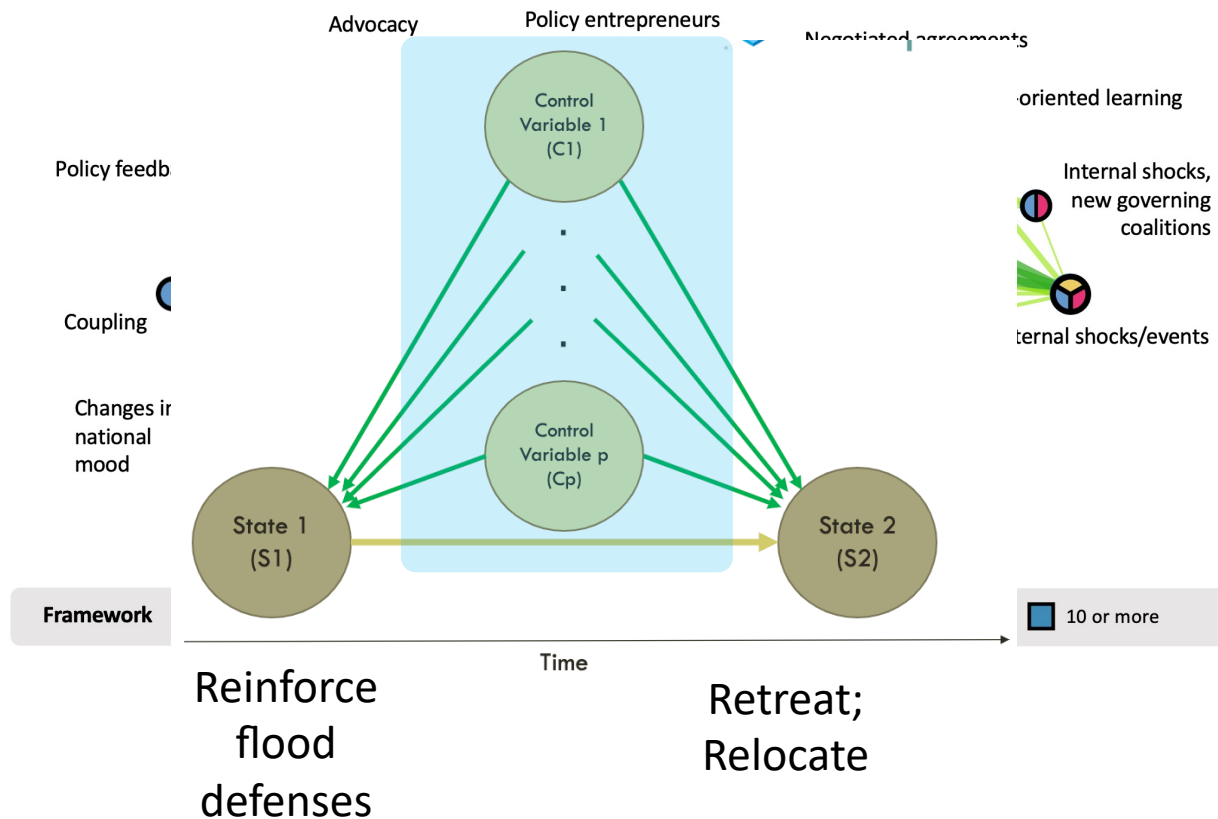 Policy entrepreneurs
Advocacy
Negotiated agreements
Control
Variable 1
(C1)
-oriented learning
Policy feedba
Internal shocks,
new governing
coalitions
.
.
.
Coupling
ternal shocks/events
Changes in
national
mood
Control
Variable p
(Cp)
State 1
(S1)
State 2
(S2)
Framework
10 or more
Time
Reinforce
flood
defenses
Retreat;
Relocate